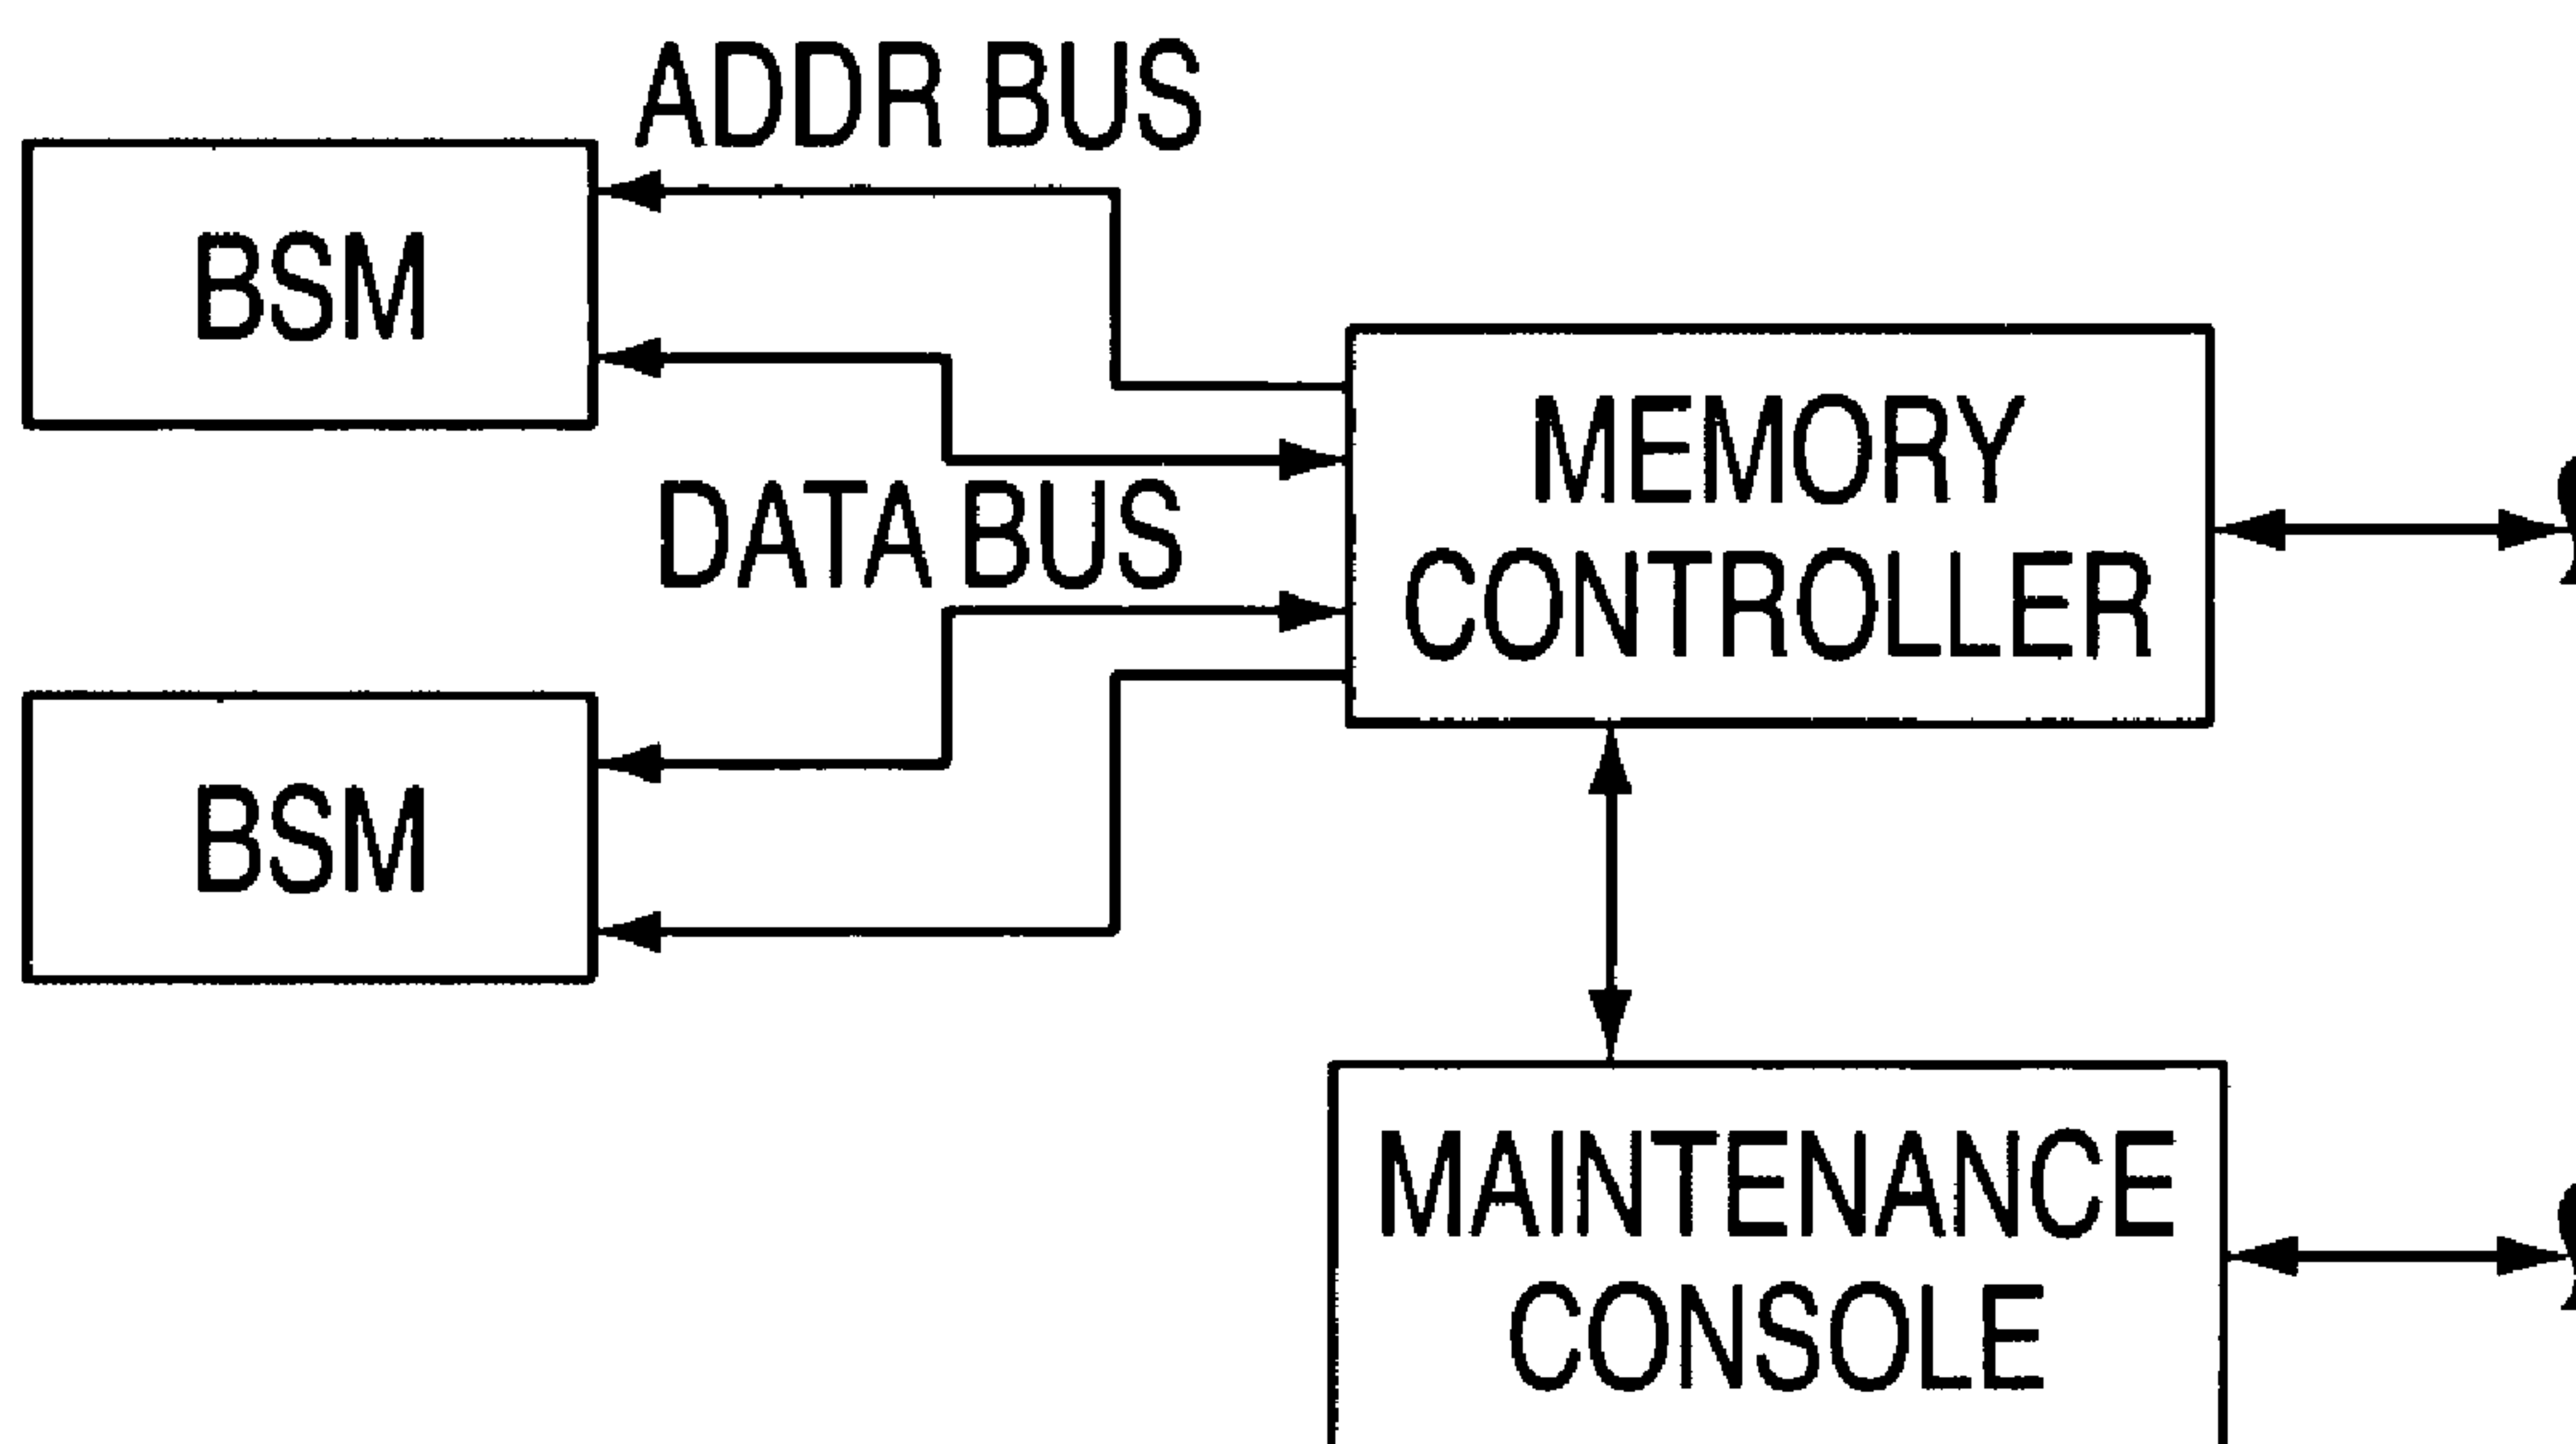 ADDR BUS
BSM
MEMORY
CONTROLLER
DATA BUS
BSM
MAINTENANCE
CONSOLE